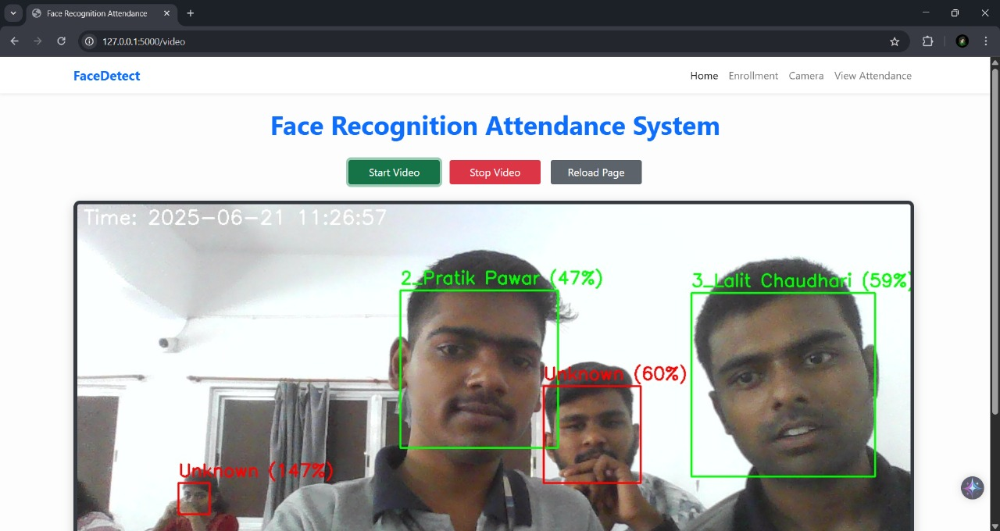 Face Recognition Attendance
127.0.0.1:5000/video
FaceDetect
Home Enrollment Camera View Attendance
Face Recognition Attendance System
Start Video Stop Video Reload Page
Time: 2025-06-21 11:26:57
2_Pratik Pawar (47%)
3_Lalit Chaudhari (59%)
Unknown (60%)
Unknown (147%)